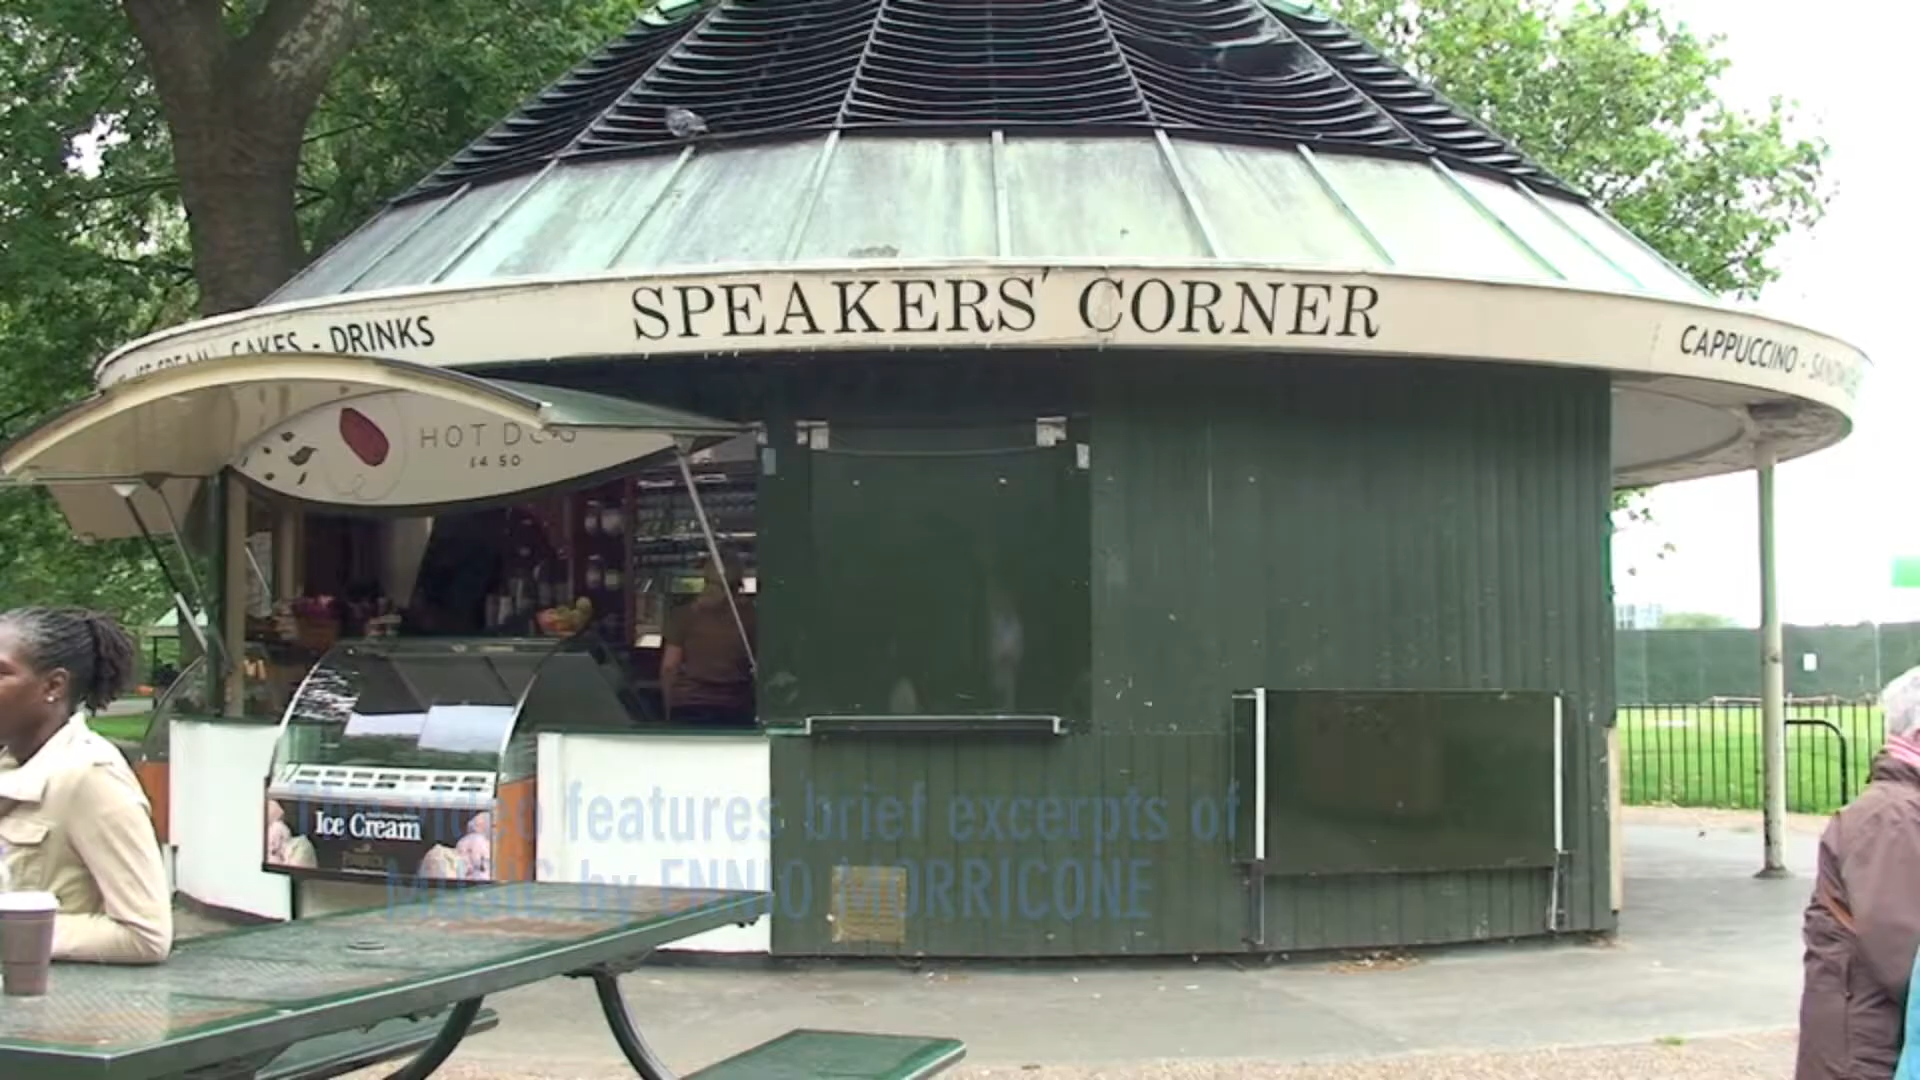 SPEAKERS' CORNER
CAKES - DRINKS
CAPPUCCINO -
HOT DOG
£4 50
Ice Cream
The video features brief excerpts of
MUSIC by ENNIO MORRICONE